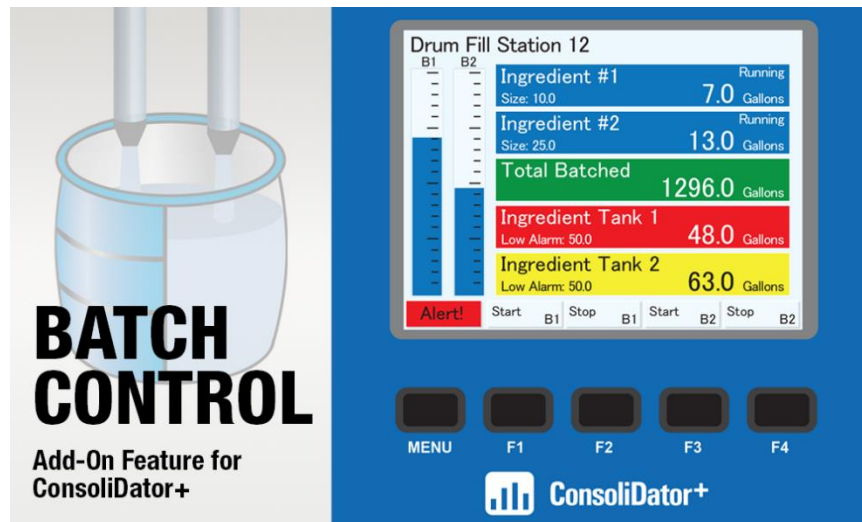 BATCH
CONTROL
Add-On Feature for
ConsoliDator+
Drum Fill Station 12
B1 B2
Ingredient #1 Running
Size: 10.0 7.0 Gallons
Ingredient #2 Running
Size: 25.0 13.0 Gallons
Total Batched
1296.0 Gallons
Ingredient Tank 1
Low Alarm: 50.0 48.0 Gallons
Ingredient Tank 2
Low Alarm: 50.0 63.0 Gallons
Alert! Start B1 Stop B1 Start B2 Stop B2
MENU F1 F2 F3 F4
ConsoliDator+